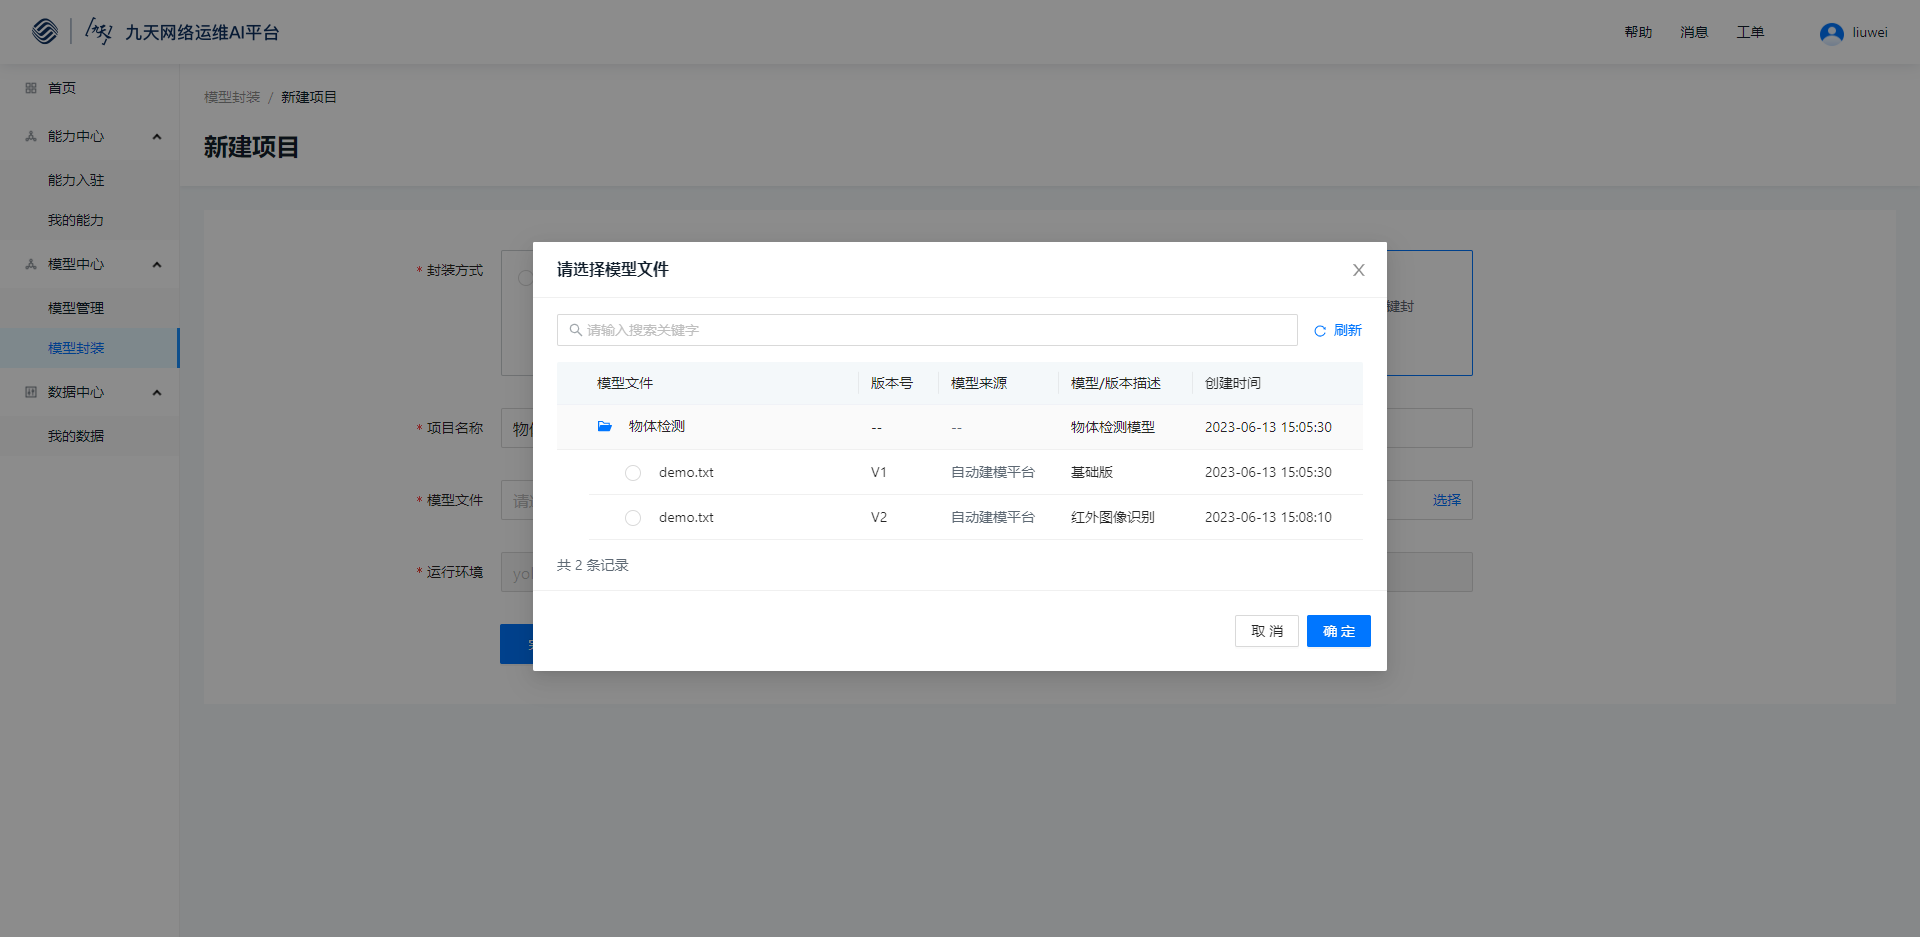 九天 九天网络运维AI平台
帮助 消息 工单 liuwei
首页
能力中心
能力入驻
我的能力
模型中心
模型管理
模型封装
数据中心
我的数据
模型封装 / 新建项目
新建项目
* 封装方式
键封
* 项目名称 物
* 模型文件 请 选择
* 运行环境 yol
请选择模型文件
请输入搜索关键字 刷新
模型文件 版本号 模型来源 模型/版本描述 创建时间
物体检测 -- -- 物体检测模型 2023-06-13 15:05:30
demo.txt V1 自动建模平台 基础版 2023-06-13 15:05:30
demo.txt V2 自动建模平台 红外图像识别 2023-06-13 15:08:10
共 2 条记录
取 消 确 定